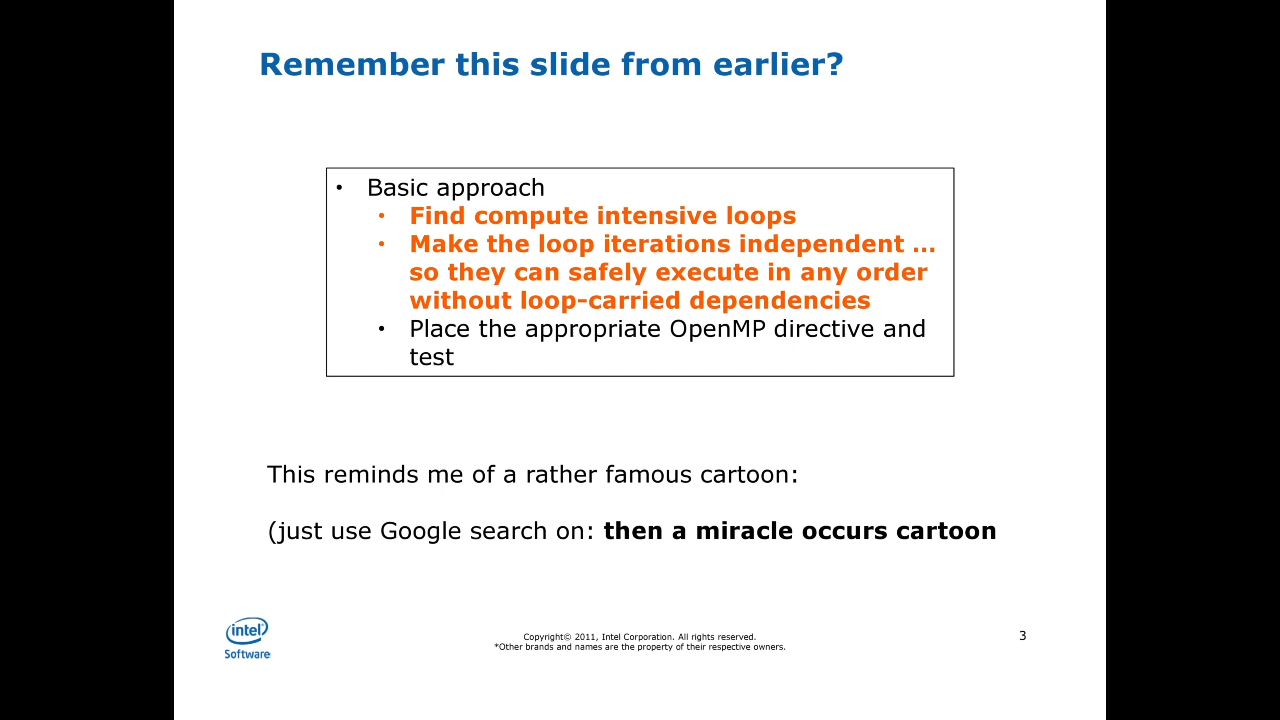 Remember this slide from earlier?
• Basic approach
• Find compute intensive loops
• Make the loop iterations independent ...
so they can safely execute in any order
without loop-carried dependencies
• Place the appropriate OpenMP directive and
test
This reminds me of a rather famous cartoon:
(just use Google search on: then a miracle occurs cartoon
intel
Software
Copyright© 2011, Intel Corporation. All rights reserved.
*Other brands and names are the property of their respective owners.
3